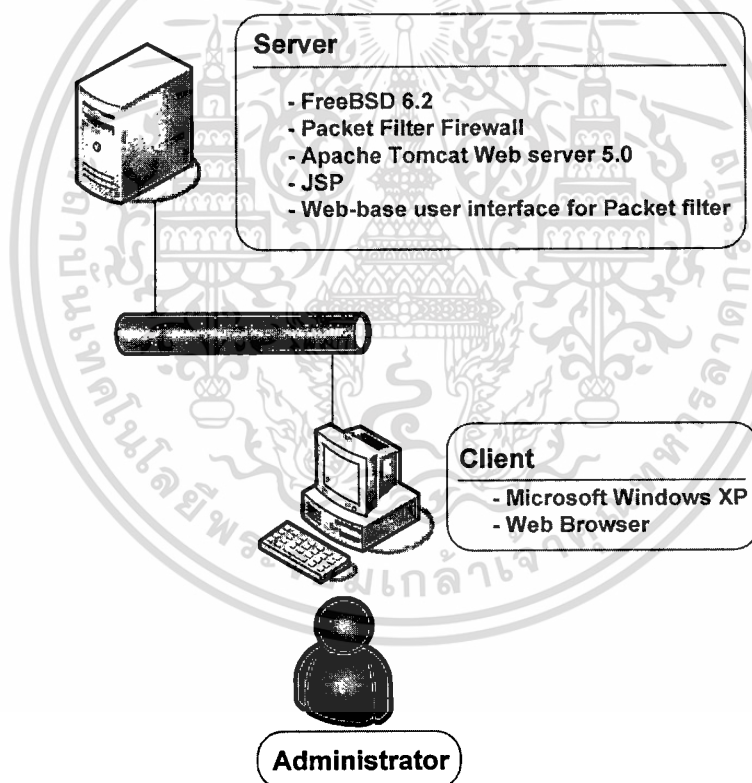 Server
- FreeBSD 6.2
- Packet Filter Firewall
- Apache Tomcat Web server 5.0
- JSP
- Web-base user interface for Packet filter
Client
- Microsoft Windows XP
- Web Browser
Administrator